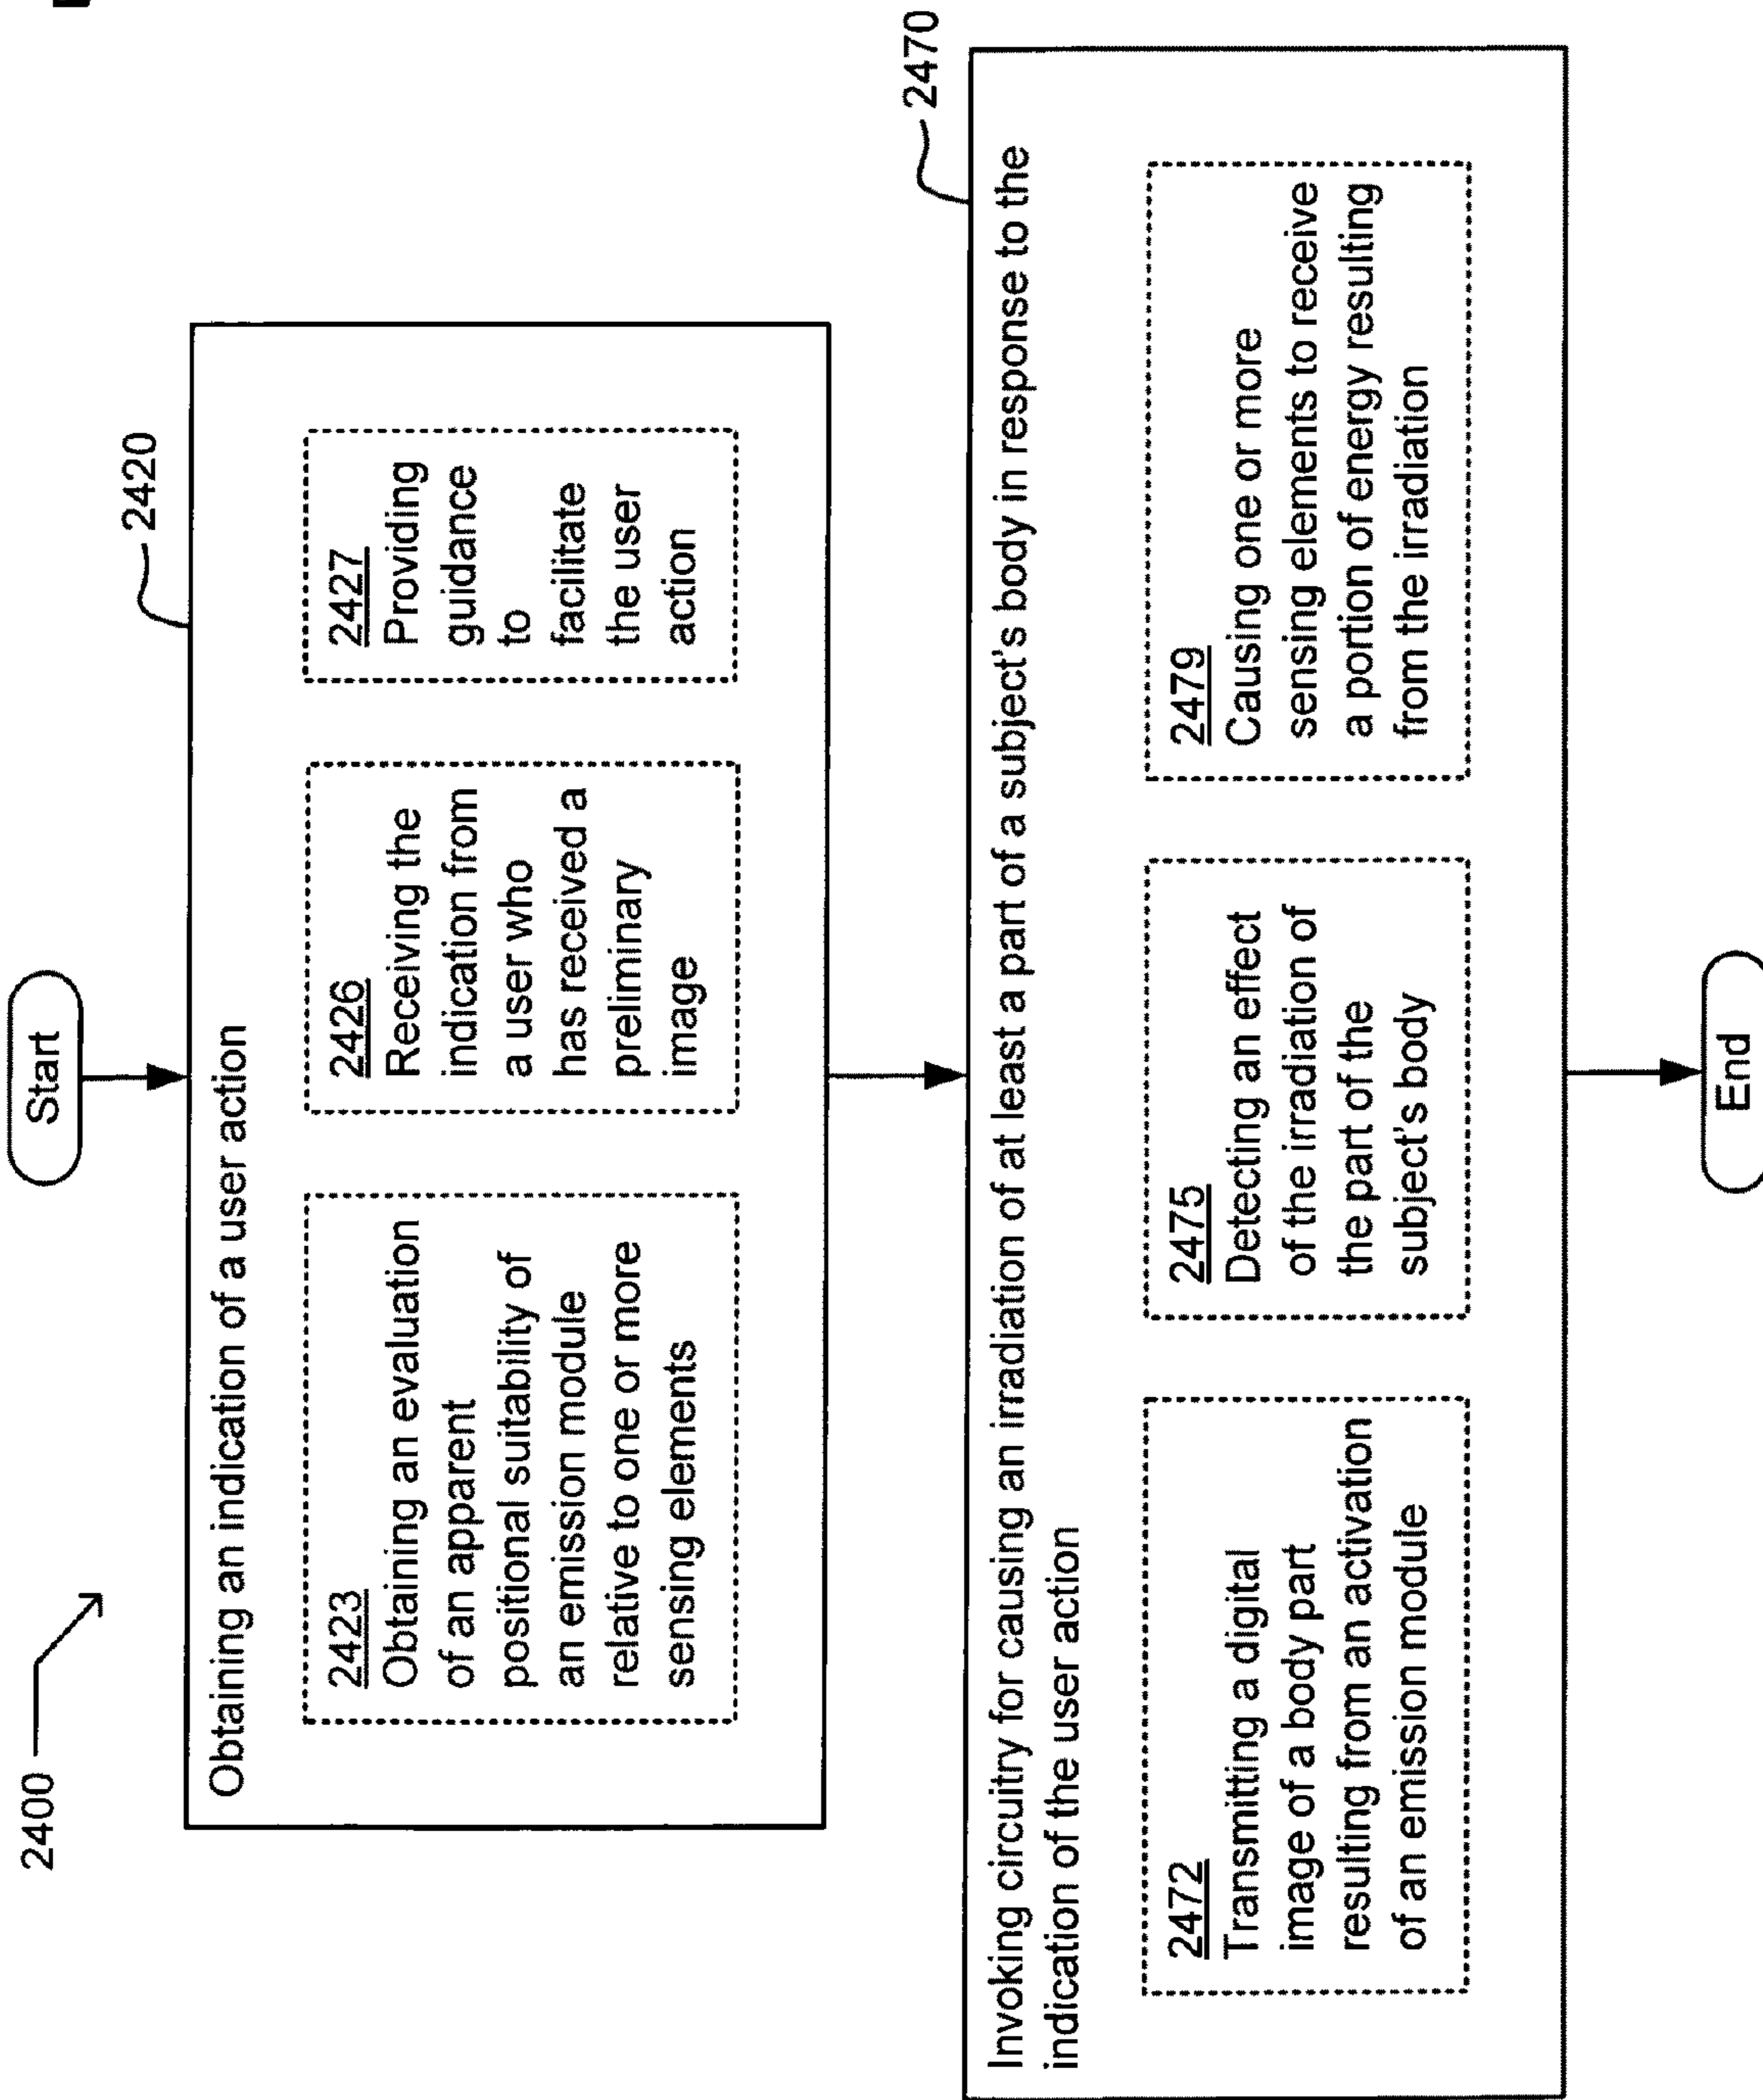 2400
Start
2420
Obtaining an indication of a user action
2423
Obtaining an evaluation
of an apparent
positional suitability of
an emission module
relative to one or more
sensing elements
2426
Receiving the
indication from
a user who
has received a
preliminary
image
2427
Providing
guidance
to
facilitate
the user
action
2470
Invoking circuitry for causing an irradiation of at least a part of a subject's body in response to the
indication of the user action
2472
Transmitting a digital
image of a body part
resulting from an activation
of an emission module
2475
Detecting an effect
of the irradiation of
the part of the
subject's body
2479
Causing one or more
sensing elements to receive
a portion of energy resulting
from the irradiation
End